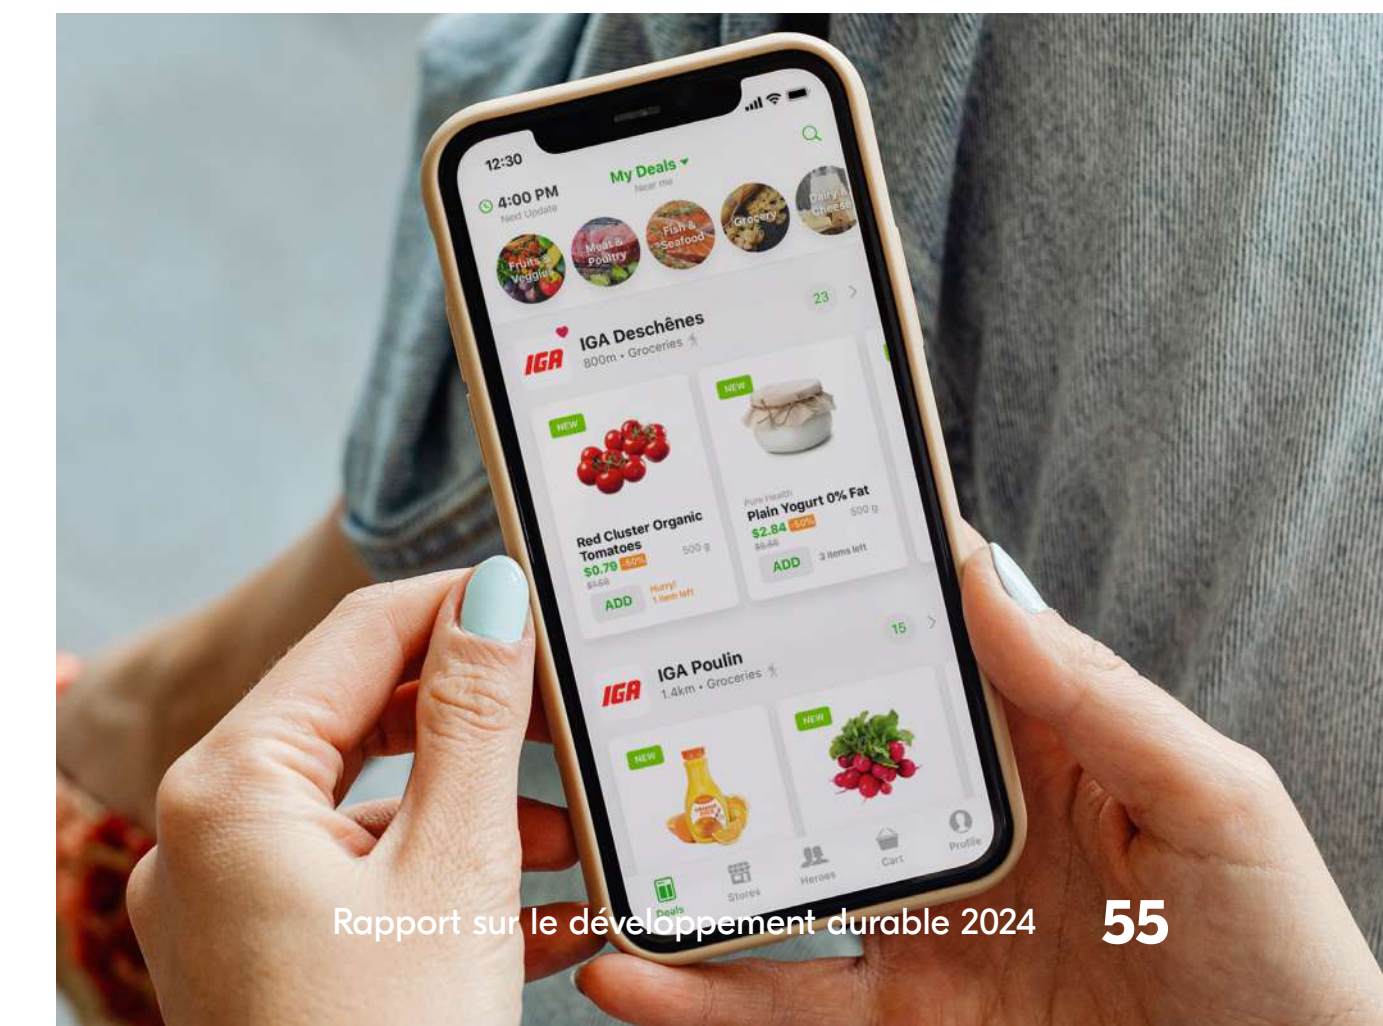 12:30
My Deals
Near me
4:00 PM
Next Update
Fruits &
Veggies
Meat &
Poultry
Fish &
Seafood
Grocery
Dairy &
Cheese
IGA
IGA Deschênes
800m • Groceries
23
NEW
Red Cluster Organic
Tomatoes
$0.79 -50%
500 g
$1.58
ADD
Hurry!
1 item left
NEW
Pure Health
Plain Yogurt 0% Fat
$2.84 -50%
500 g
ADD
3 items left
IGA
IGA Poulin
1.4km • Groceries
15
NEW
NEW
Deals
Stores
Heroes
Cart
Profile
Rapport sur le développement durable 2024 55